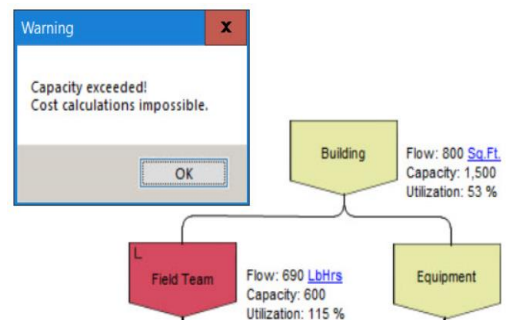 Warning
x
Capacity exceeded!
Cost calculations impossible.
OK
Building
Flow: 800 Sq.Ft.
Capacity: 1,500
Utilization: 53 %
L
Field Team
Flow: 690 LbHrs
Capacity: 600
Utilization: 115 %
Equipment